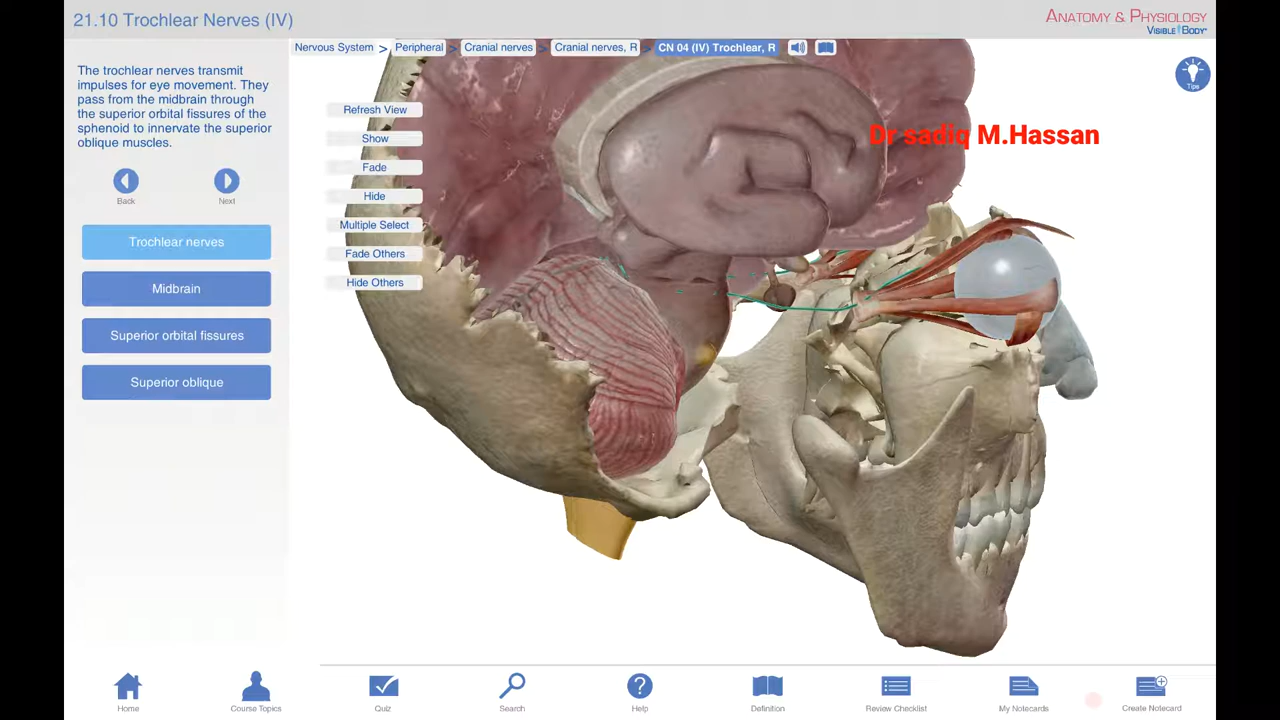 21.10 Trochlear Nerves (IV)
ANATOMY & PHYSIOLOGY
VISIBLE BODY®
Nervous System > Peripheral > Cranial nerves > Cranial nerves, R > CN 04 (IV) Trochlear, R
The trochlear nerves transmit
impulses for eye movement. They
pass from the midbrain through
the superior orbital fissures of the
sphenoid to innervate the superior
oblique muscles.
Back
Next
Trochlear nerves
Midbrain
Superior orbital fissures
Superior oblique
Refresh View
Show
Fade
Hide
Multiple Select
Fade Others
Hide Others
Tips
Dr sadiq M.Hassan
Home
Course Topics
Quiz
Search
Help
Definition
Review Checklist
My Notecards
Create Notecard